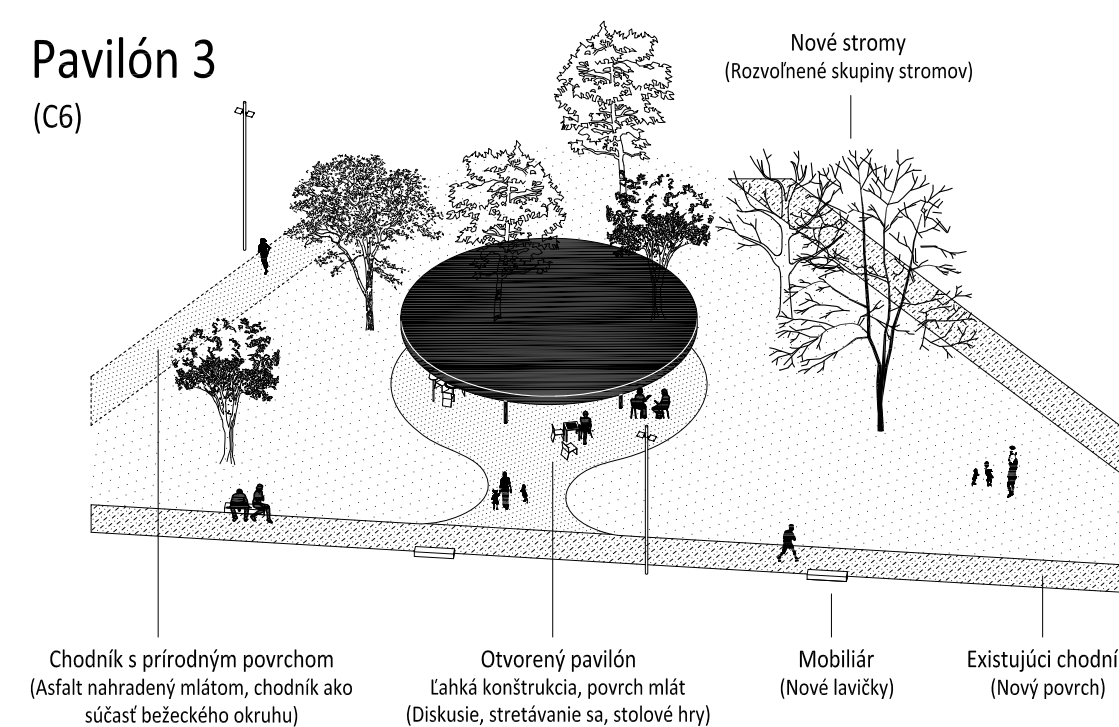 Pavilón 3
(C6)
Nové stromy
(Rozvoľnené skupiny stromov)
Chodník s prírodným povrchom
(Asfalt nahradený mlátom, chodník ako
súčasť bežeckého okruhu)
Otvorený pavilón
Ľahká konštrukcia, povrch mlát
(Diskusie, stretávanie sa, stolové hry)
Mobiliár
(Nové lavičky)
Existujúci chodní
(Nový povrch)